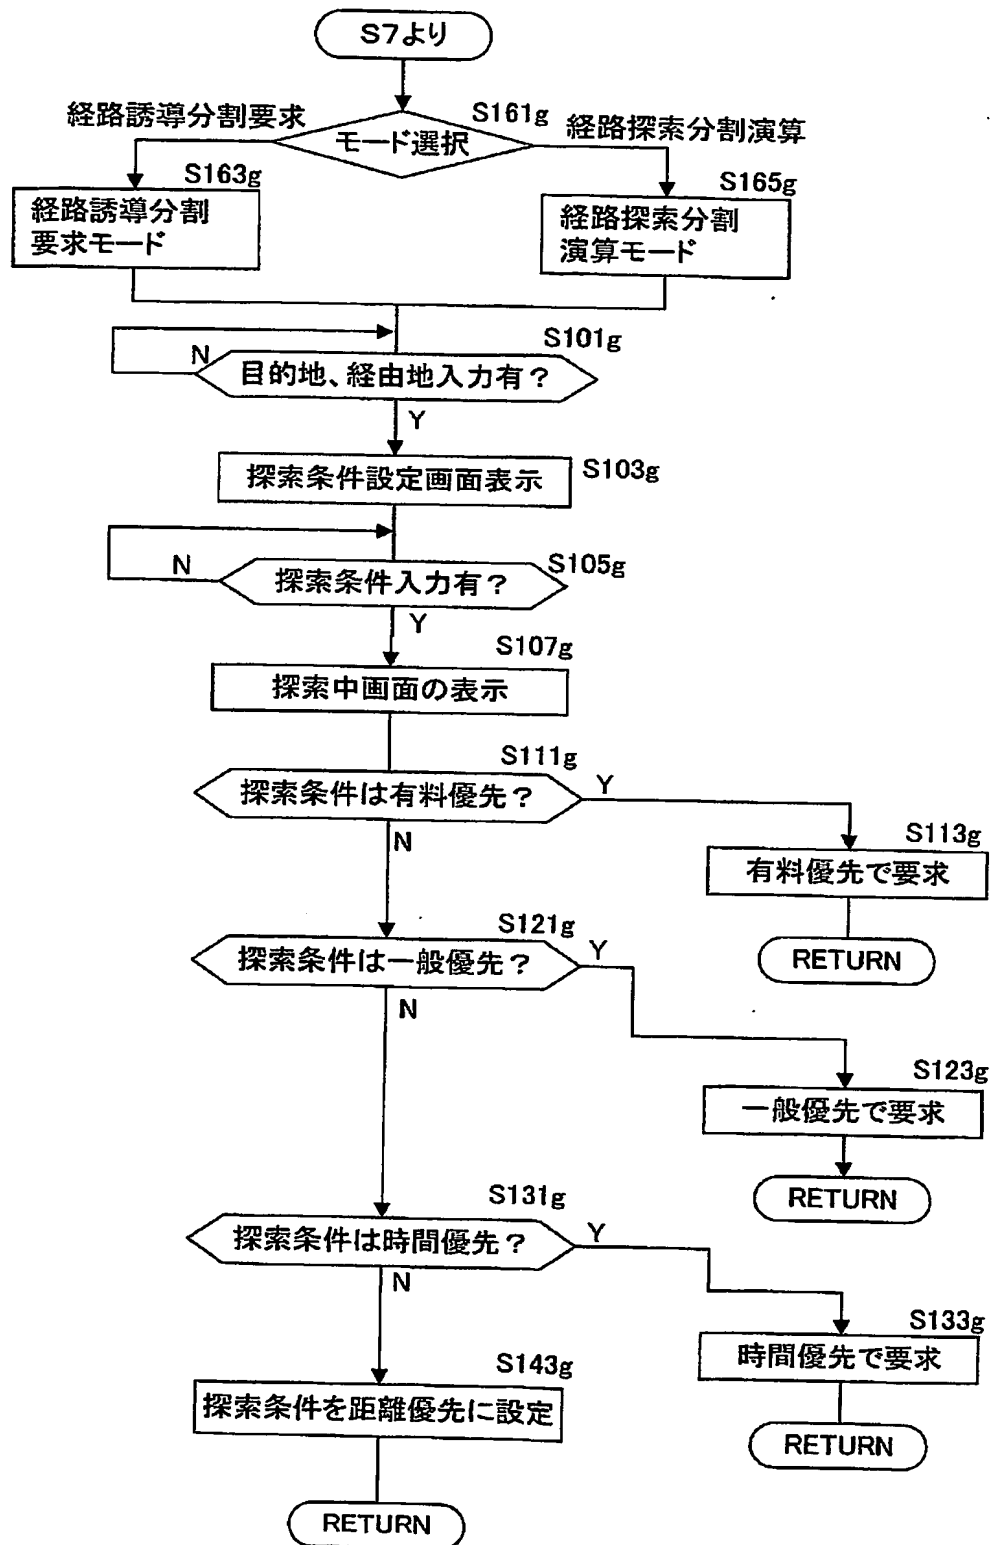 S7より
経路誘導分割要求
S161g
モード選択
経路探索分割演算
S163g
経路誘導分割
要求モード
S165g
経路探索分割
演算モード
S101g
N
目的地、経由地入力有？
Y
探索条件設定画面表示
S103g
N
S105g
探索条件入力有？
Y
S107g
探索中画面の表示
S111g
探索条件は有料優先？
Y
N
S113g
有料優先で要求
RETURN
S121g
探索条件は一般優先？
Y
N
S123g
一般優先で要求
RETURN
S131g
探索条件は時間優先？
Y
N
S133g
時間優先で要求
RETURN
S143g
探索条件を距離優先に設定
RETURN